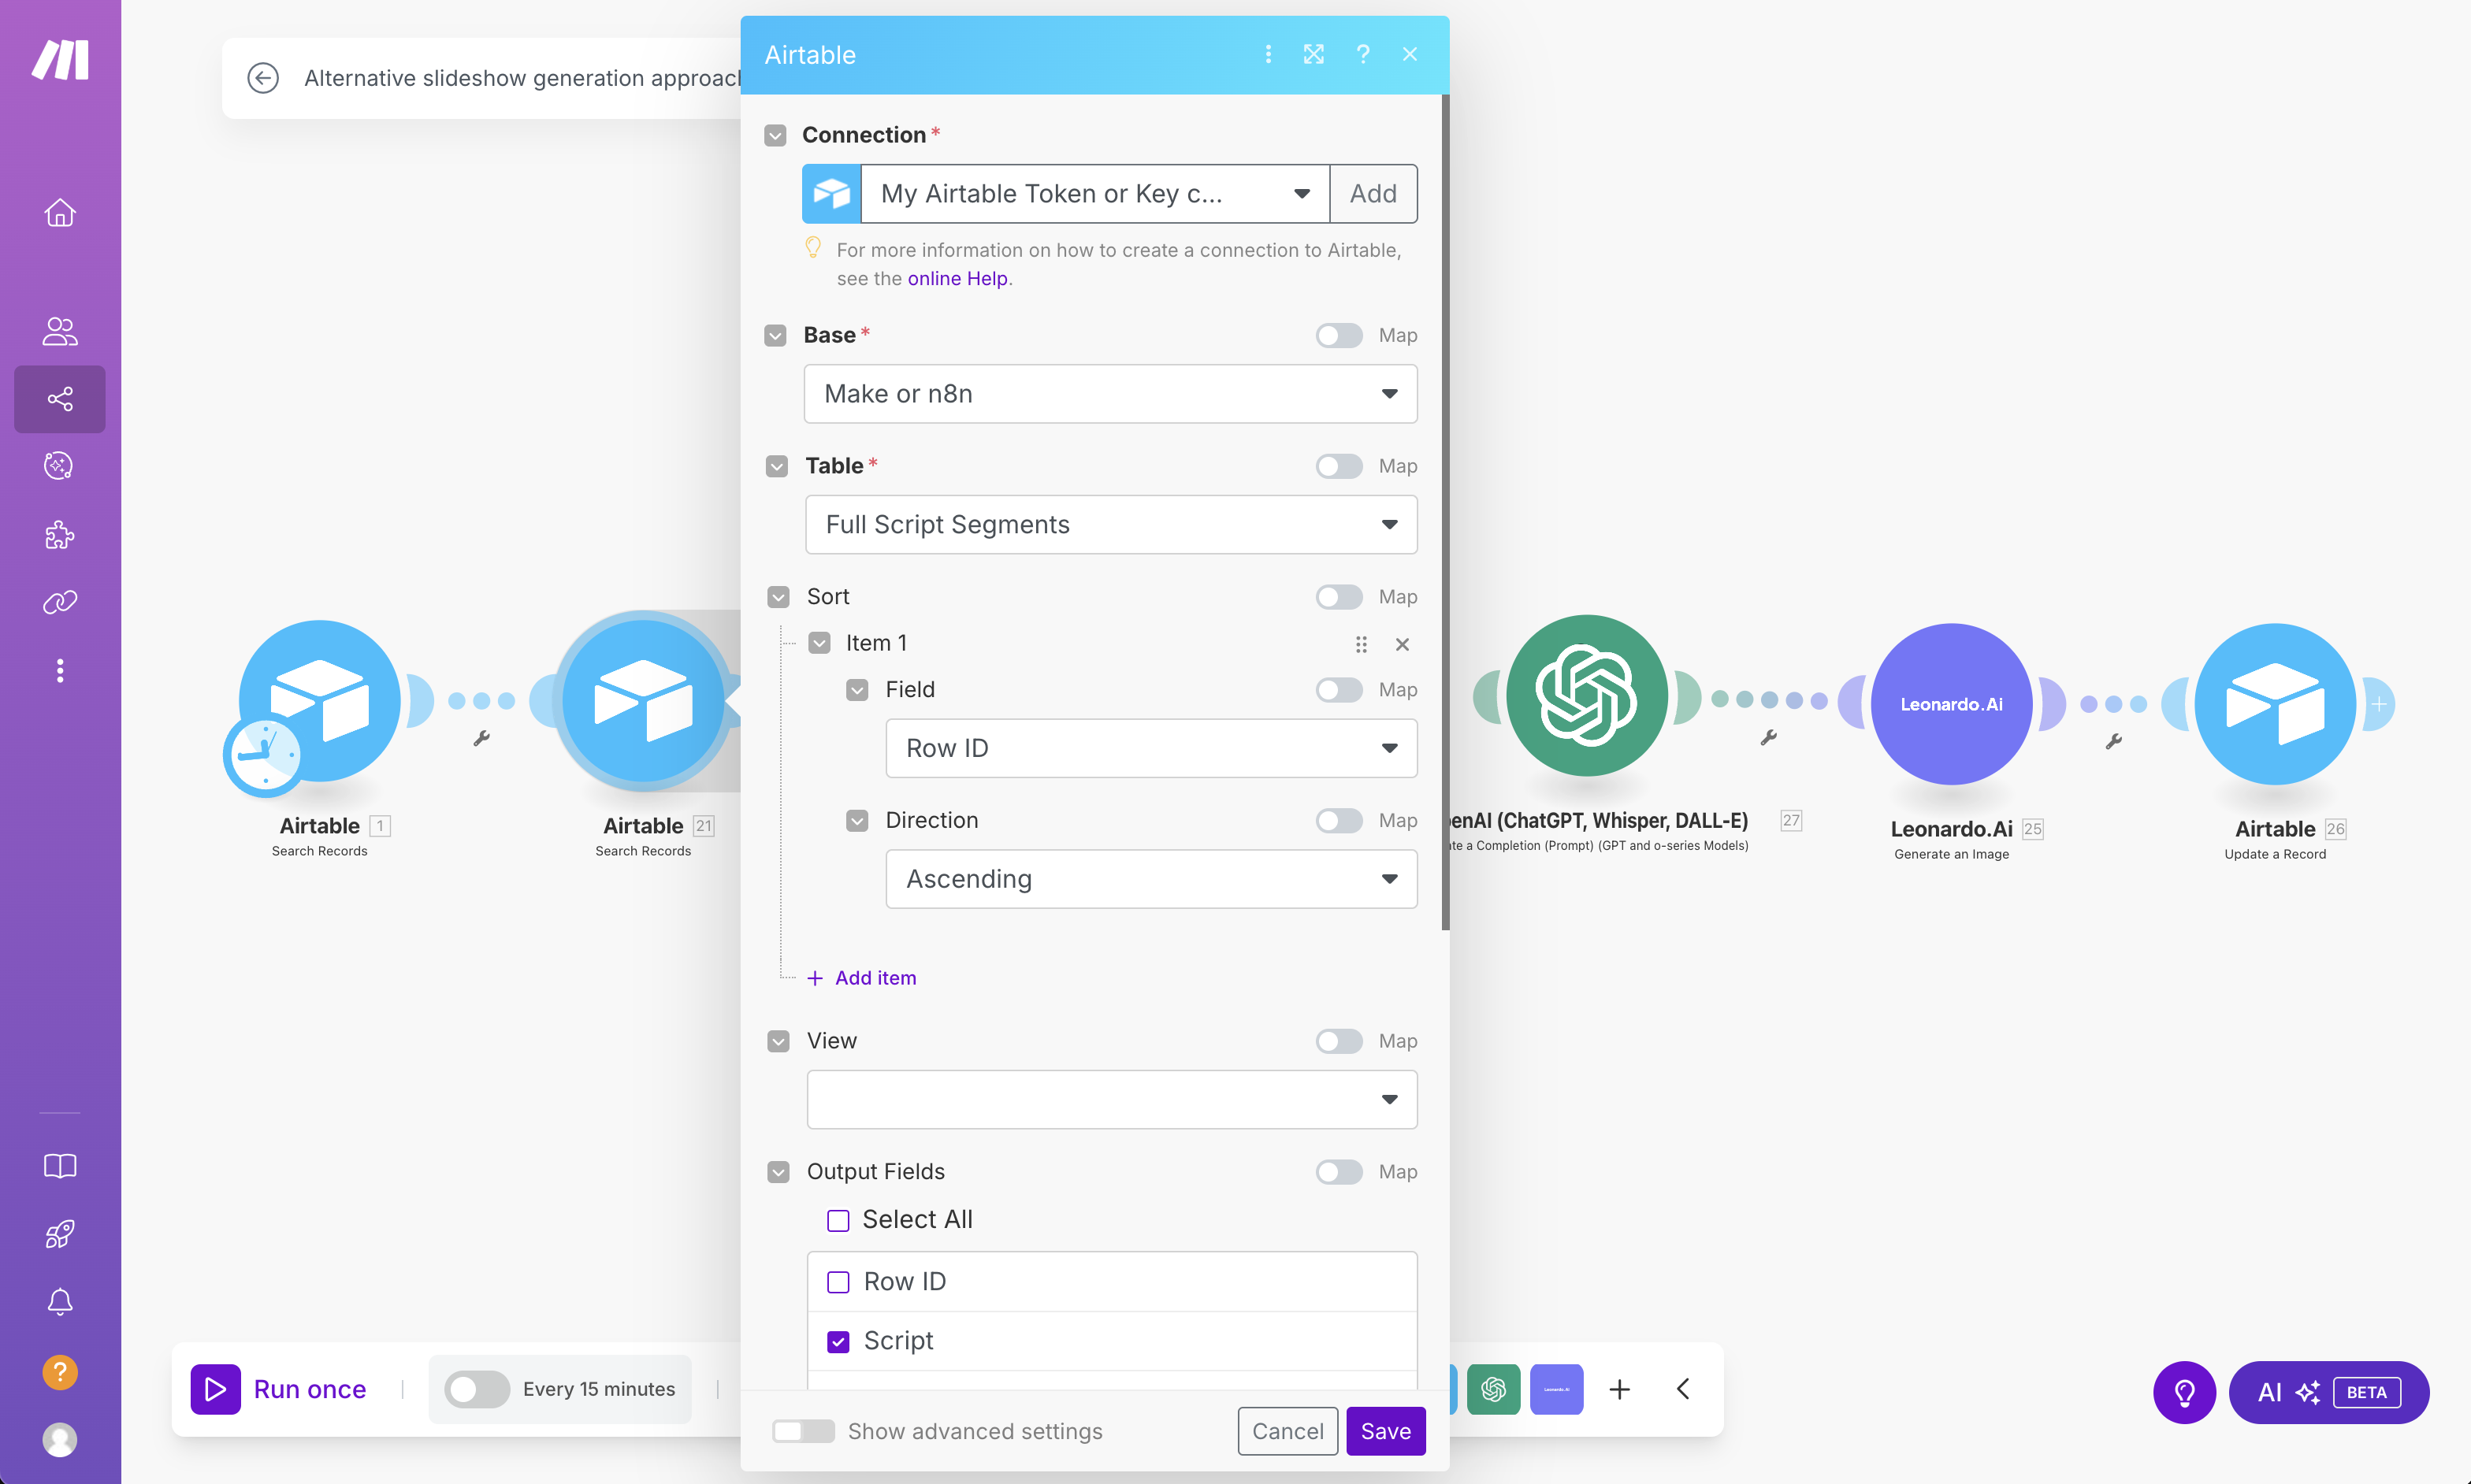 Alternative slideshow generation approach
Airtable
?
Connection *
My Airtable Token or Key c...
Add
For more information on how to create a connection to Airtable,
see the online Help.
Base *
Map
Make or n8n
Table *
Map
Full Script Segments
Sort
Map
Item 1
Field
Map
Row ID
Direction
Map
Ascending
+ Add item
View
Map
Output Fields
Map
Select All
Row ID
Script
Show advanced settings
Cancel
Save
Airtable 1
Search Records
Airtable 21
Search Records
enAI (ChatGPT, Whisper, DALL-E) 27
te a Completion (Prompt) (GPT and o-series Models)
Leonardo.Ai
Leonardo.Ai 25
Generate an Image
Airtable 26
Update a Record
Run once
Every 15 minutes
Leonardo.Ai
AI
BETA
?